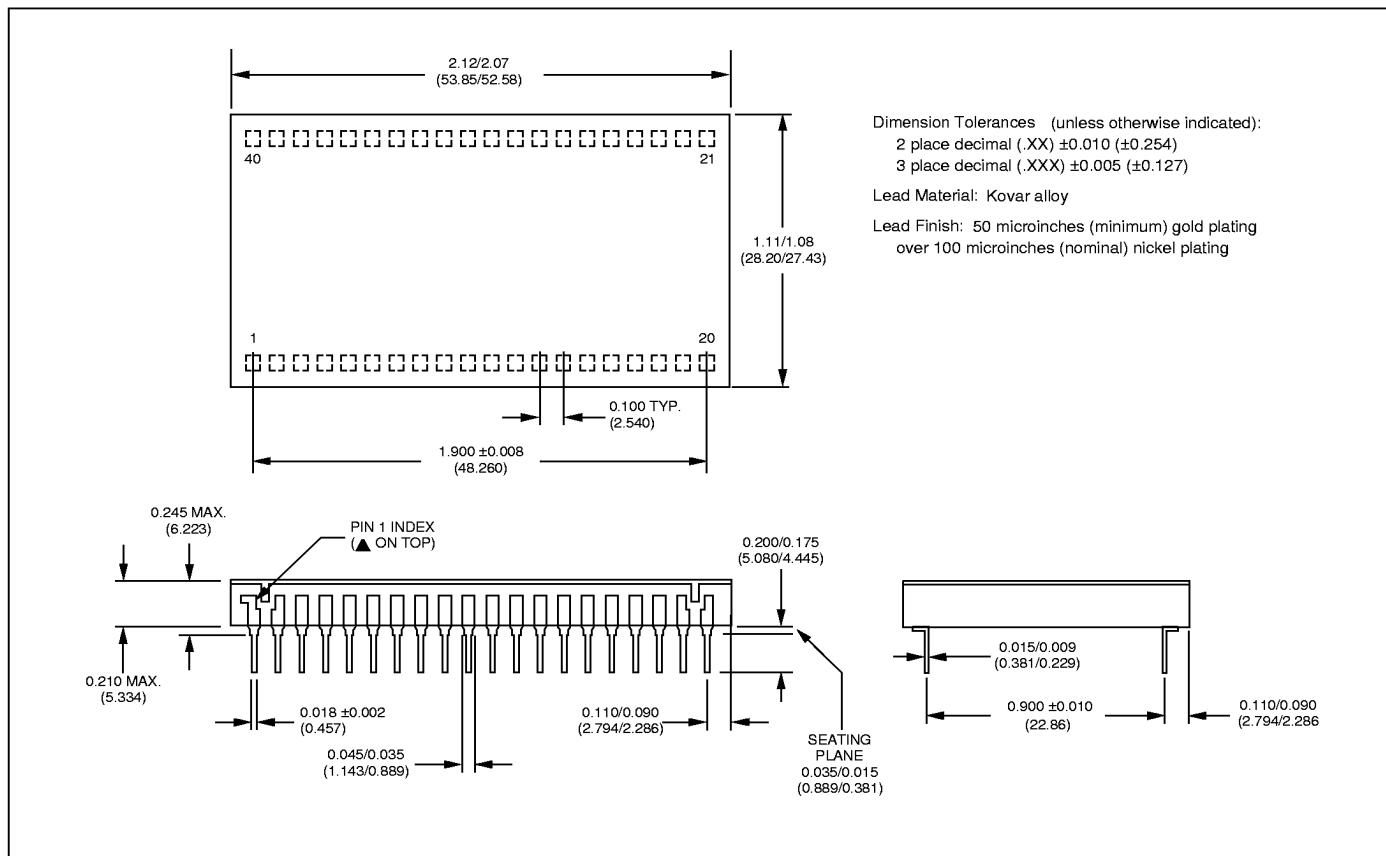 2.12/2.07
(53.85/52.58)
Dimension Tolerances (unless otherwise indicated):
2 place decimal (.XX) ±0.010 (±0.254)
3 place decimal (.XXX) ±0.005 (±0.127)
Lead Material: Kovar alloy
Lead Finish: 50 microinches (minimum) gold plating
over 100 microinches (nominal) nickel plating
40
21
1.11/1.08
(28.20/27.43)
1
20
0.100 TYP.
(2.540)
1.900 ±0.008
(48.260)
0.245 MAX.
(6.223)
PIN 1 INDEX
(▲ ON TOP)
0.200/0.175
(5.080/4.445)
0.210 MAX.
(5.334)
0.018 ±0.002
(0.457)
0.045/0.035
(1.143/0.889)
0.110/0.090
(2.794/2.286)
SEATING
PLANE
0.035/0.015
(0.889/0.381)
0.015/0.009
(0.381/0.229)
0.900 ±0.010
(22.86)
0.110/0.090
(2.794/2.286